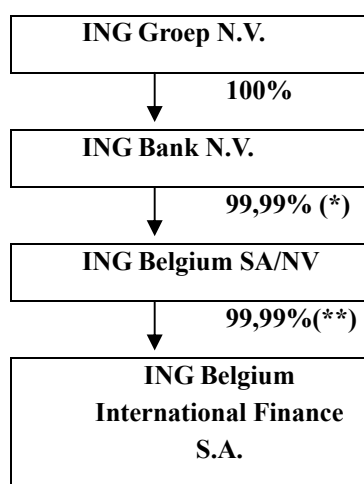 ING Groep N.V.
100%
ING Bank N.V.
99,99% (*)
ING Belgium SA/NV
99,99%(**)
ING Belgium
International Finance
S.A.